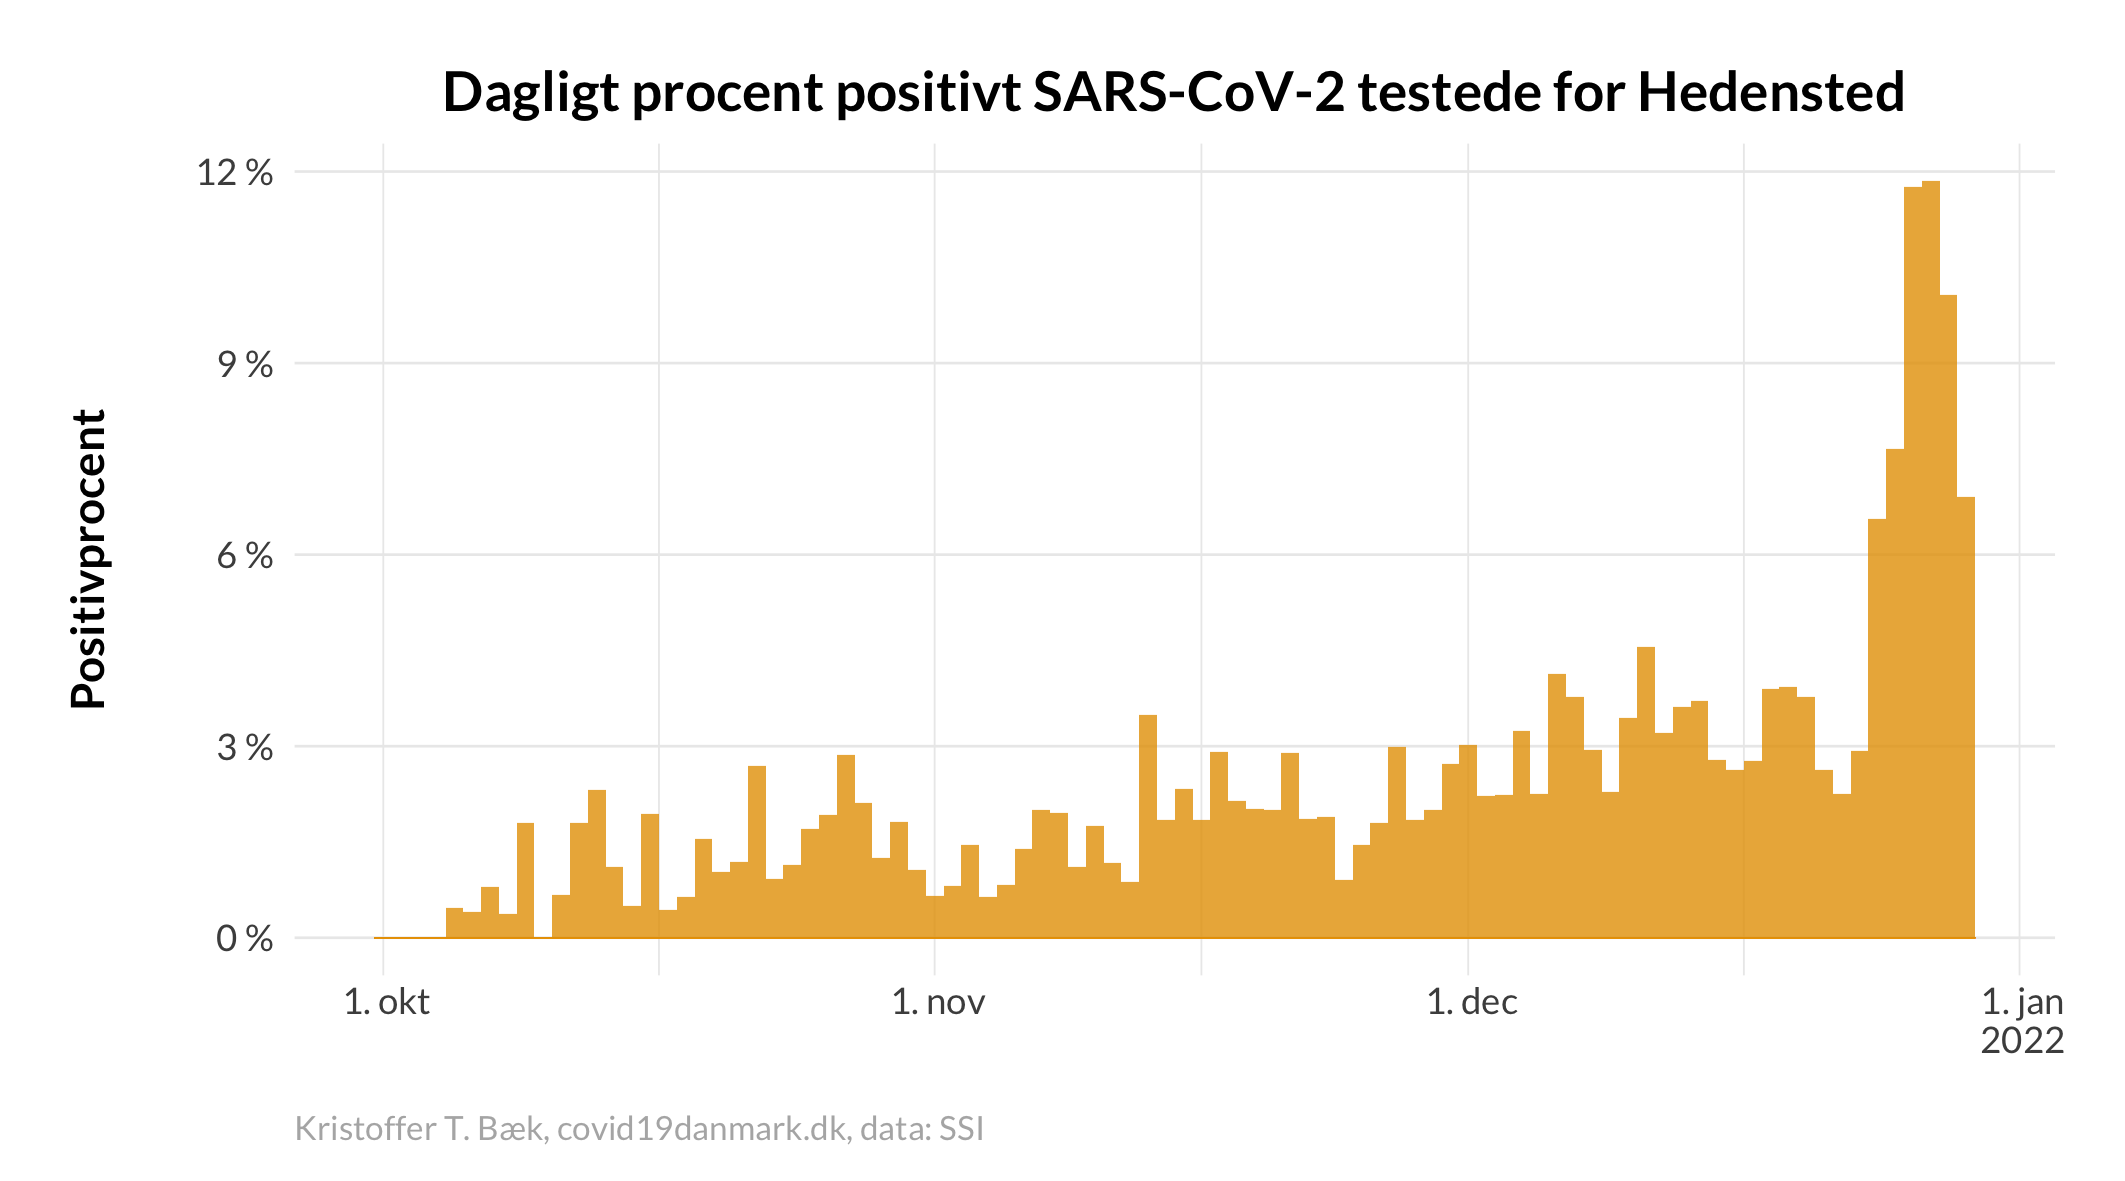 Dagligt procent positivt SARS-CoV-2 testede for Hedensted
Positivprocent
12 %
9 %
6 %
3 %
0 %
1. okt
1. nov
1. dec
1. jan
2022
Kristoffer T. Bæk, covid19danmark.dk, data: SSI